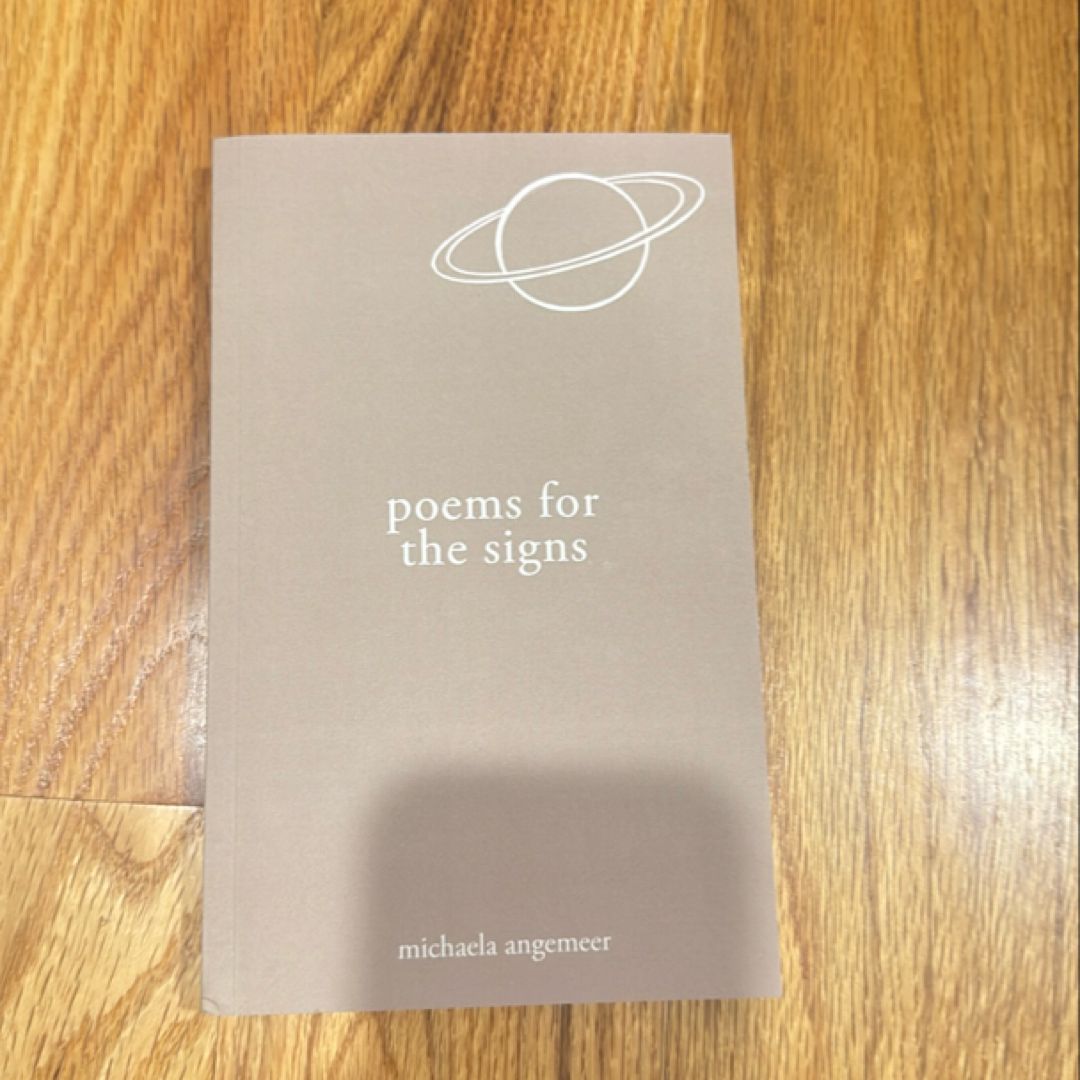 poems for
the signs
michaela angemeer